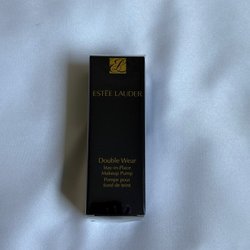 ESTĒE LAUDER
Double Wear
Stay-in-Place
Makeup Pump
Pompe pour
fond de teint